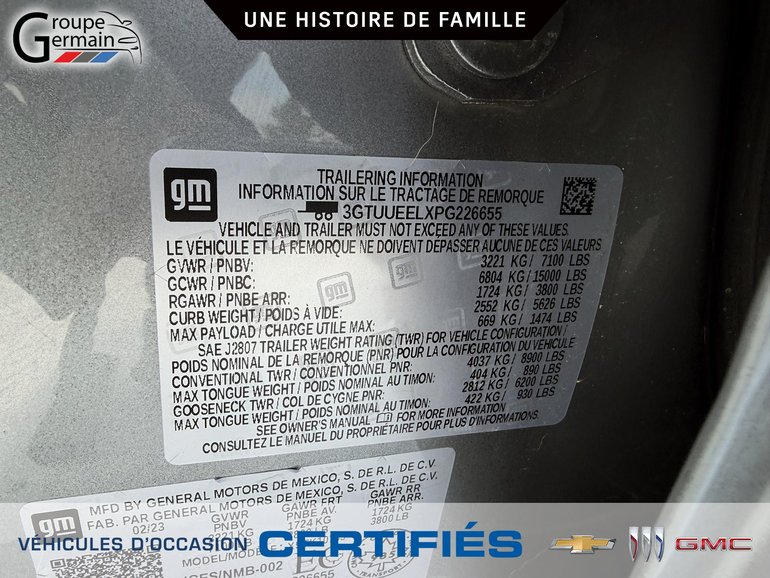 Groupe
Germain
UNE HISTOIRE DE FAMILLE
gm
TRAILERING INFORMATION
INFORMATION SUR LE TRACTAGE DE REMORQUE
3GTUUEELXPG226655
VEHICLE AND TRAILER MUST NOT EXCEED ANY OF THESE VALUES.
LE VÉHICULE ET LA REMORQUE NE DOIVENT DÉPASSER AUCUNE DE CES VALEURS
GVWR / PNBV: 3221 KG / 7100 LBS
GCWR / PNBC: 6804 KG / 15000 LBS
RGAWR / PNBE ARR: 1724 KG / 3800 LBS
CURB WEIGHT / POIDS À VIDE: 2552 KG / 5626 LBS
MAX PAYLOAD / CHARGE UTILE MAX: 669 KG / 1474 LBS
SAE J2807 TRAILER WEIGHT RATING (TWR) FOR VEHICLE CONFIGURATION /
POIDS NOMINAL DE LA REMORQUE (PNR) POUR LA CONFIGURATION DU VÉHICULE
CONVENTIONAL TWR / CONVENTIONNEL PNR: 4037 KG / 8900 LBS
MAX TONGUE WEIGHT / POIDS NOMINAL AU TIMON: 404 KG / 890 LBS
GOOSENECK TWR / COL DE CYGNE PNR: 2812 KG / 6200 LBS
MAX TONGUE WEIGHT / POIDS NOMINAL AU TIMON: 422 KG / 930 LBS
SEE OWNER'S MANUAL FOR MORE INFORMATION
CONSULTEZ LE MANUEL DU PROPRIÉTAIRE POUR PLUS D'INFORMATIONS.
gm
MFD BY GENERAL MOTORS DE MEXICO, S. DE R.L. DE C.V.
FAB. PAR GENERAL MOTORS DE MEXICO, S. DE R.L. DE C.V.
02/23 GVWR GAWR FRT GAWR RR
PNBV PNBE AV. PNBE ARR.
1724 KG 1724 KG
3800 LB
VÉHICULES D'OCCASION CERTIFIÉS GMC